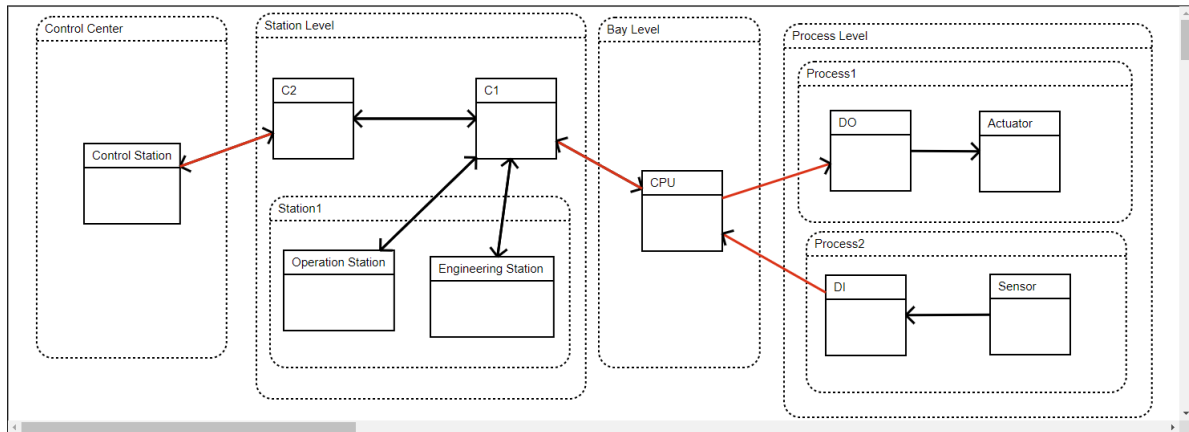 Control Center
Control Station
Station Level
C2
C1
Station1
Operation Station
Engineering Station
Bay Level
CPU
Process Level
Process1
DO
Actuator
Process2
DI
Sensor